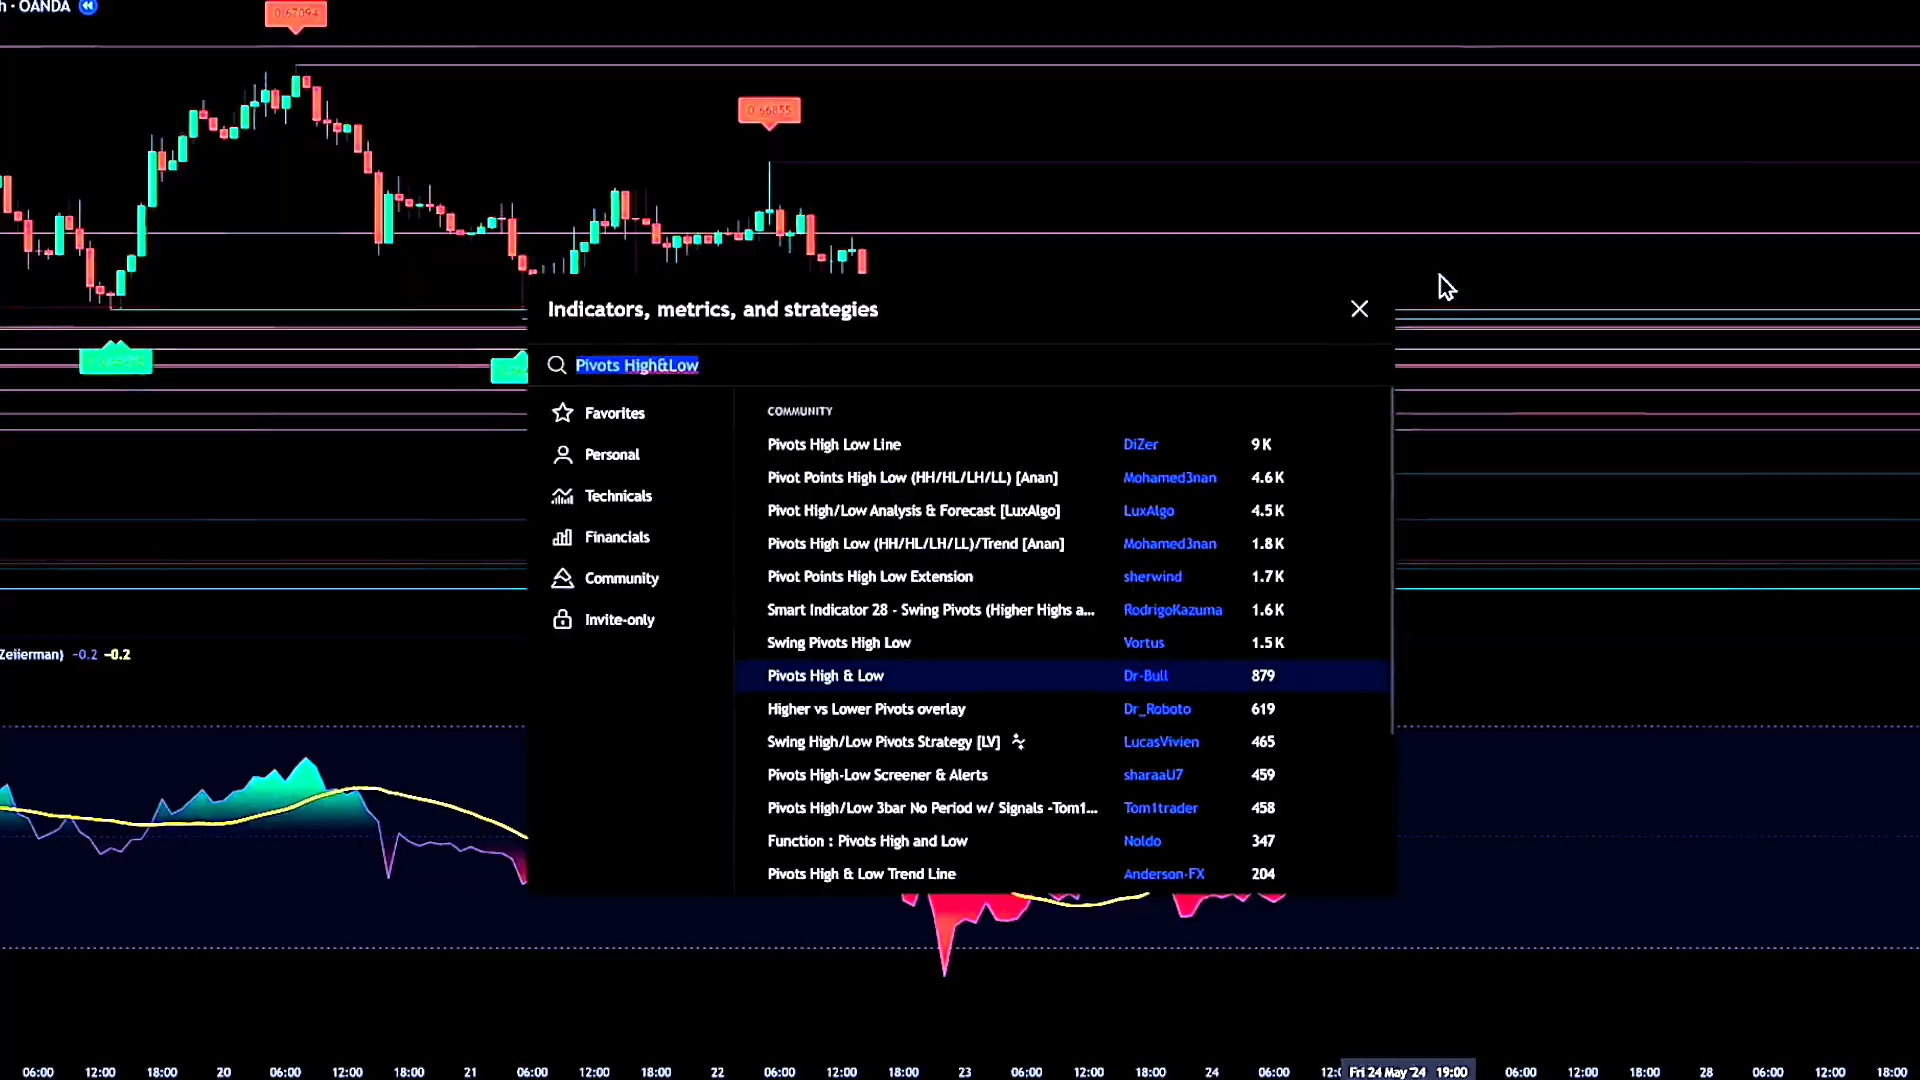 h · OANDA
0.67094
0.66855
Indicators, metrics, and strategies
Pivots High&Low
Favorites
Personal
Technicals
Financials
Community
Invite-only
COMMUNITY
Pivots High Low Line DiZer 9K
Pivot Points High Low (HH/HL/LH/LL) [Anan] Mohamed3nan 4.6K
Pivot High/Low Analysis & Forecast [LuxAlgo] LuxAlgo 4.5K
Pivots High Low (HH/HL/LH/LL)/Trend [Anan] Mohamed3nan 1.8K
Pivot Points High Low Extension sherwind 1.7K
Smart Indicator 28 - Swing Pivots (Higher Highs a... RodrigoKazuma 1.6K
Swing Pivots High Low Vortus 1.5K
Pivots High & Low Dr-Bull 879
Higher vs Lower Pivots overlay Dr_Roboto 619
Swing High/Low Pivots Strategy [LV] LucasVivien 465
Pivots High-Low Screener & Alerts sharaaU7 459
Pivots High/Low 3bar No Period w/ Signals -Tom1... Tom1trader 458
Function : Pivots High and Low Noldo 347
Pivots High & Low Trend Line Anderson-FX 204
Zeiierman) -0.2 -0.2
06:00 12:00 18:00 20 06:00 12:00 18:00 21 06:00 12:00 18:00 22 06:00 12:00 18:00 23 06:00 12:00 18:00 24 06:00 12:0 Fri 24 May '24 19:00 06:00 12:00 18:00 28 06:00 12:00 18:00